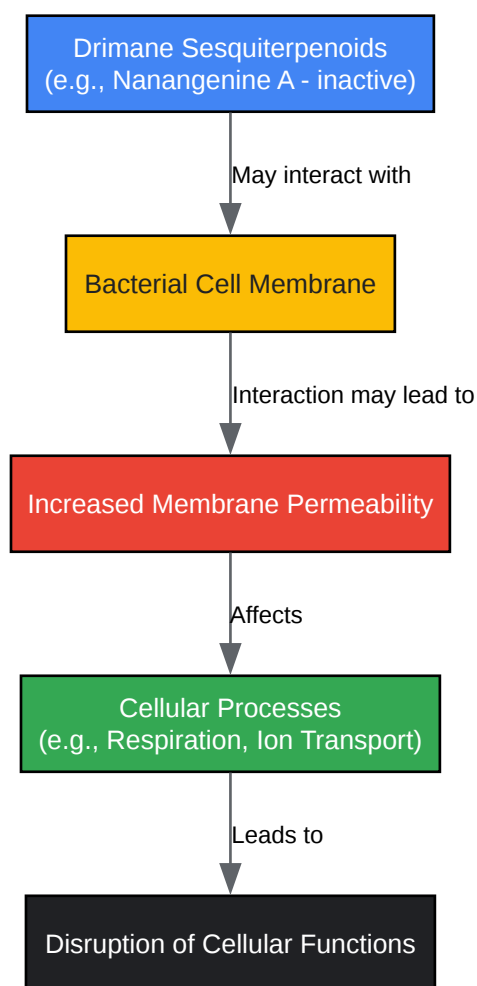 Drimane Sesquiterpenoids
(e.g., Nanangenine A - inactive)
May interact with
Bacterial Cell Membrane
Interaction may lead to
Increased Membrane Permeability
Affects
Cellular Processes
(e.g., Respiration, Ion Transport)
Leads to
Disruption of Cellular Functions